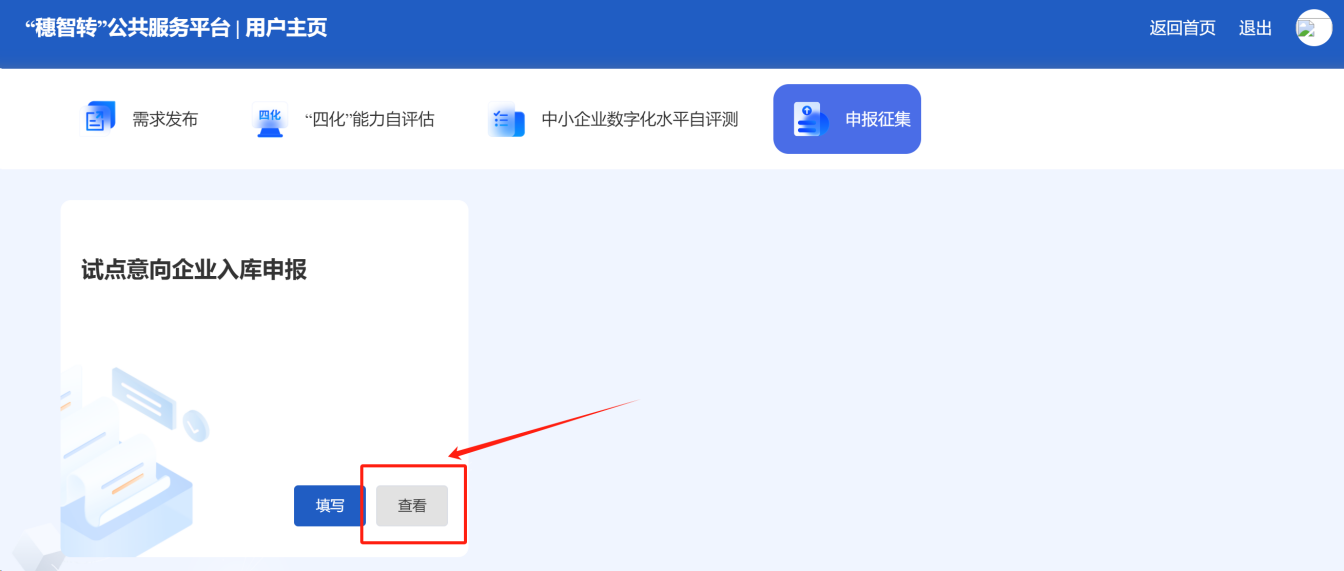 “穗智转”公共服务平台 | 用户主页
返回首页 退出
需求发布 四化 “四化”能力自评估 中小企业数字化水平自评测 申报征集
试点意向企业入库申报
填写 查看